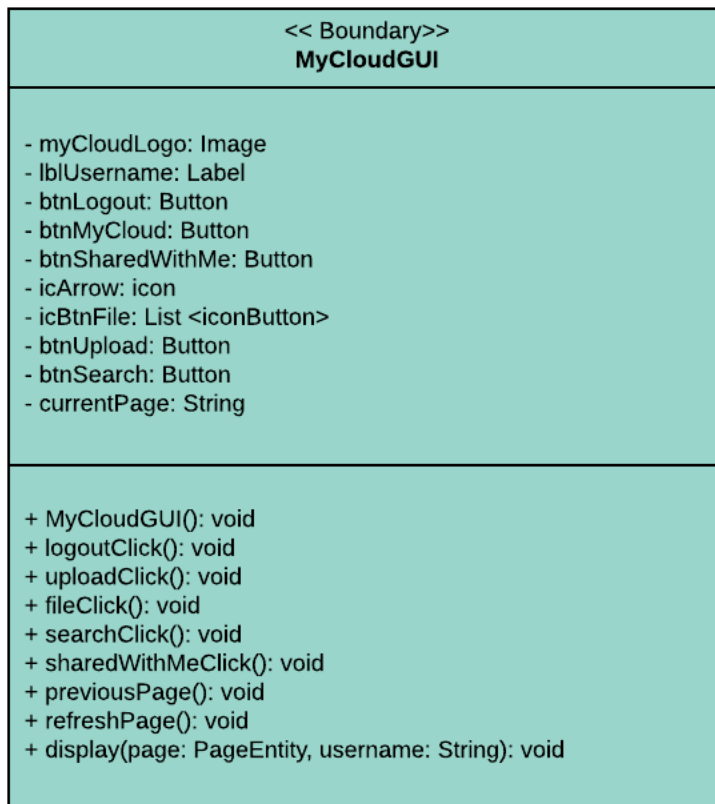 << Boundary>>
MyCloudGUI
- myCloudLogo: Image
- lblUsername: Label
- btnLogout: Button
- btnMyCloud: Button
- btnSharedWithMe: Button
- icArrow: icon
- icBtnFile: List <iconButton>
- btnUpload: Button
- btnSearch: Button
- currentPage: String
+ MyCloudGUI(): void
+ logoutClick(): void
+ uploadClick(): void
+ fileClick(): void
+ searchClick(): void
+ sharedWithMeClick(): void
+ previousPage(): void
+ refreshPage(): void
+ display(page: PageEntity, username: String): void